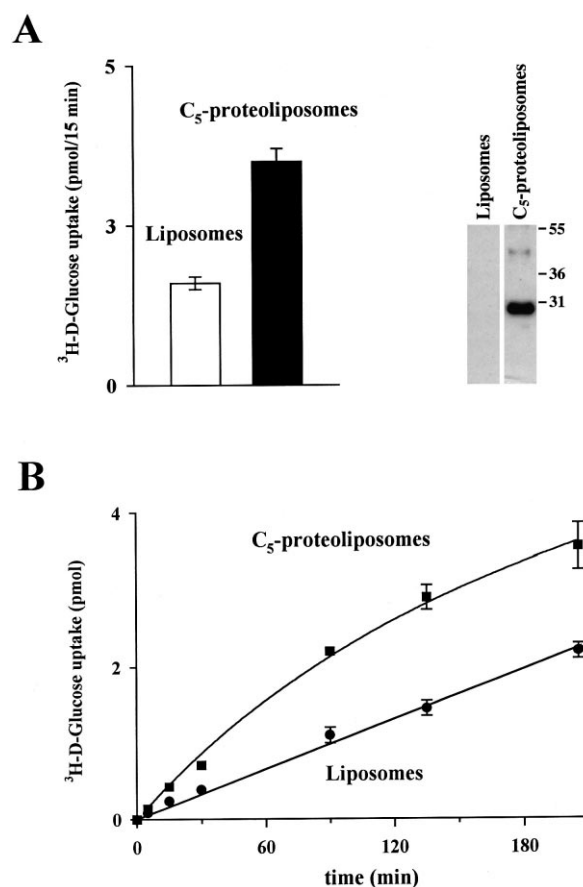 A
³H-D-Glucose uptake (pmol/15 min)
5
3
0
Liposomes
C₅-proteoliposomes
Liposomes
C₅-proteoliposomes
-55
-36
-31
B
³H-D-Glucose uptake (pmol)
4
2
0
C₅-proteoliposomes
Liposomes
0
60
120
180
time (min)